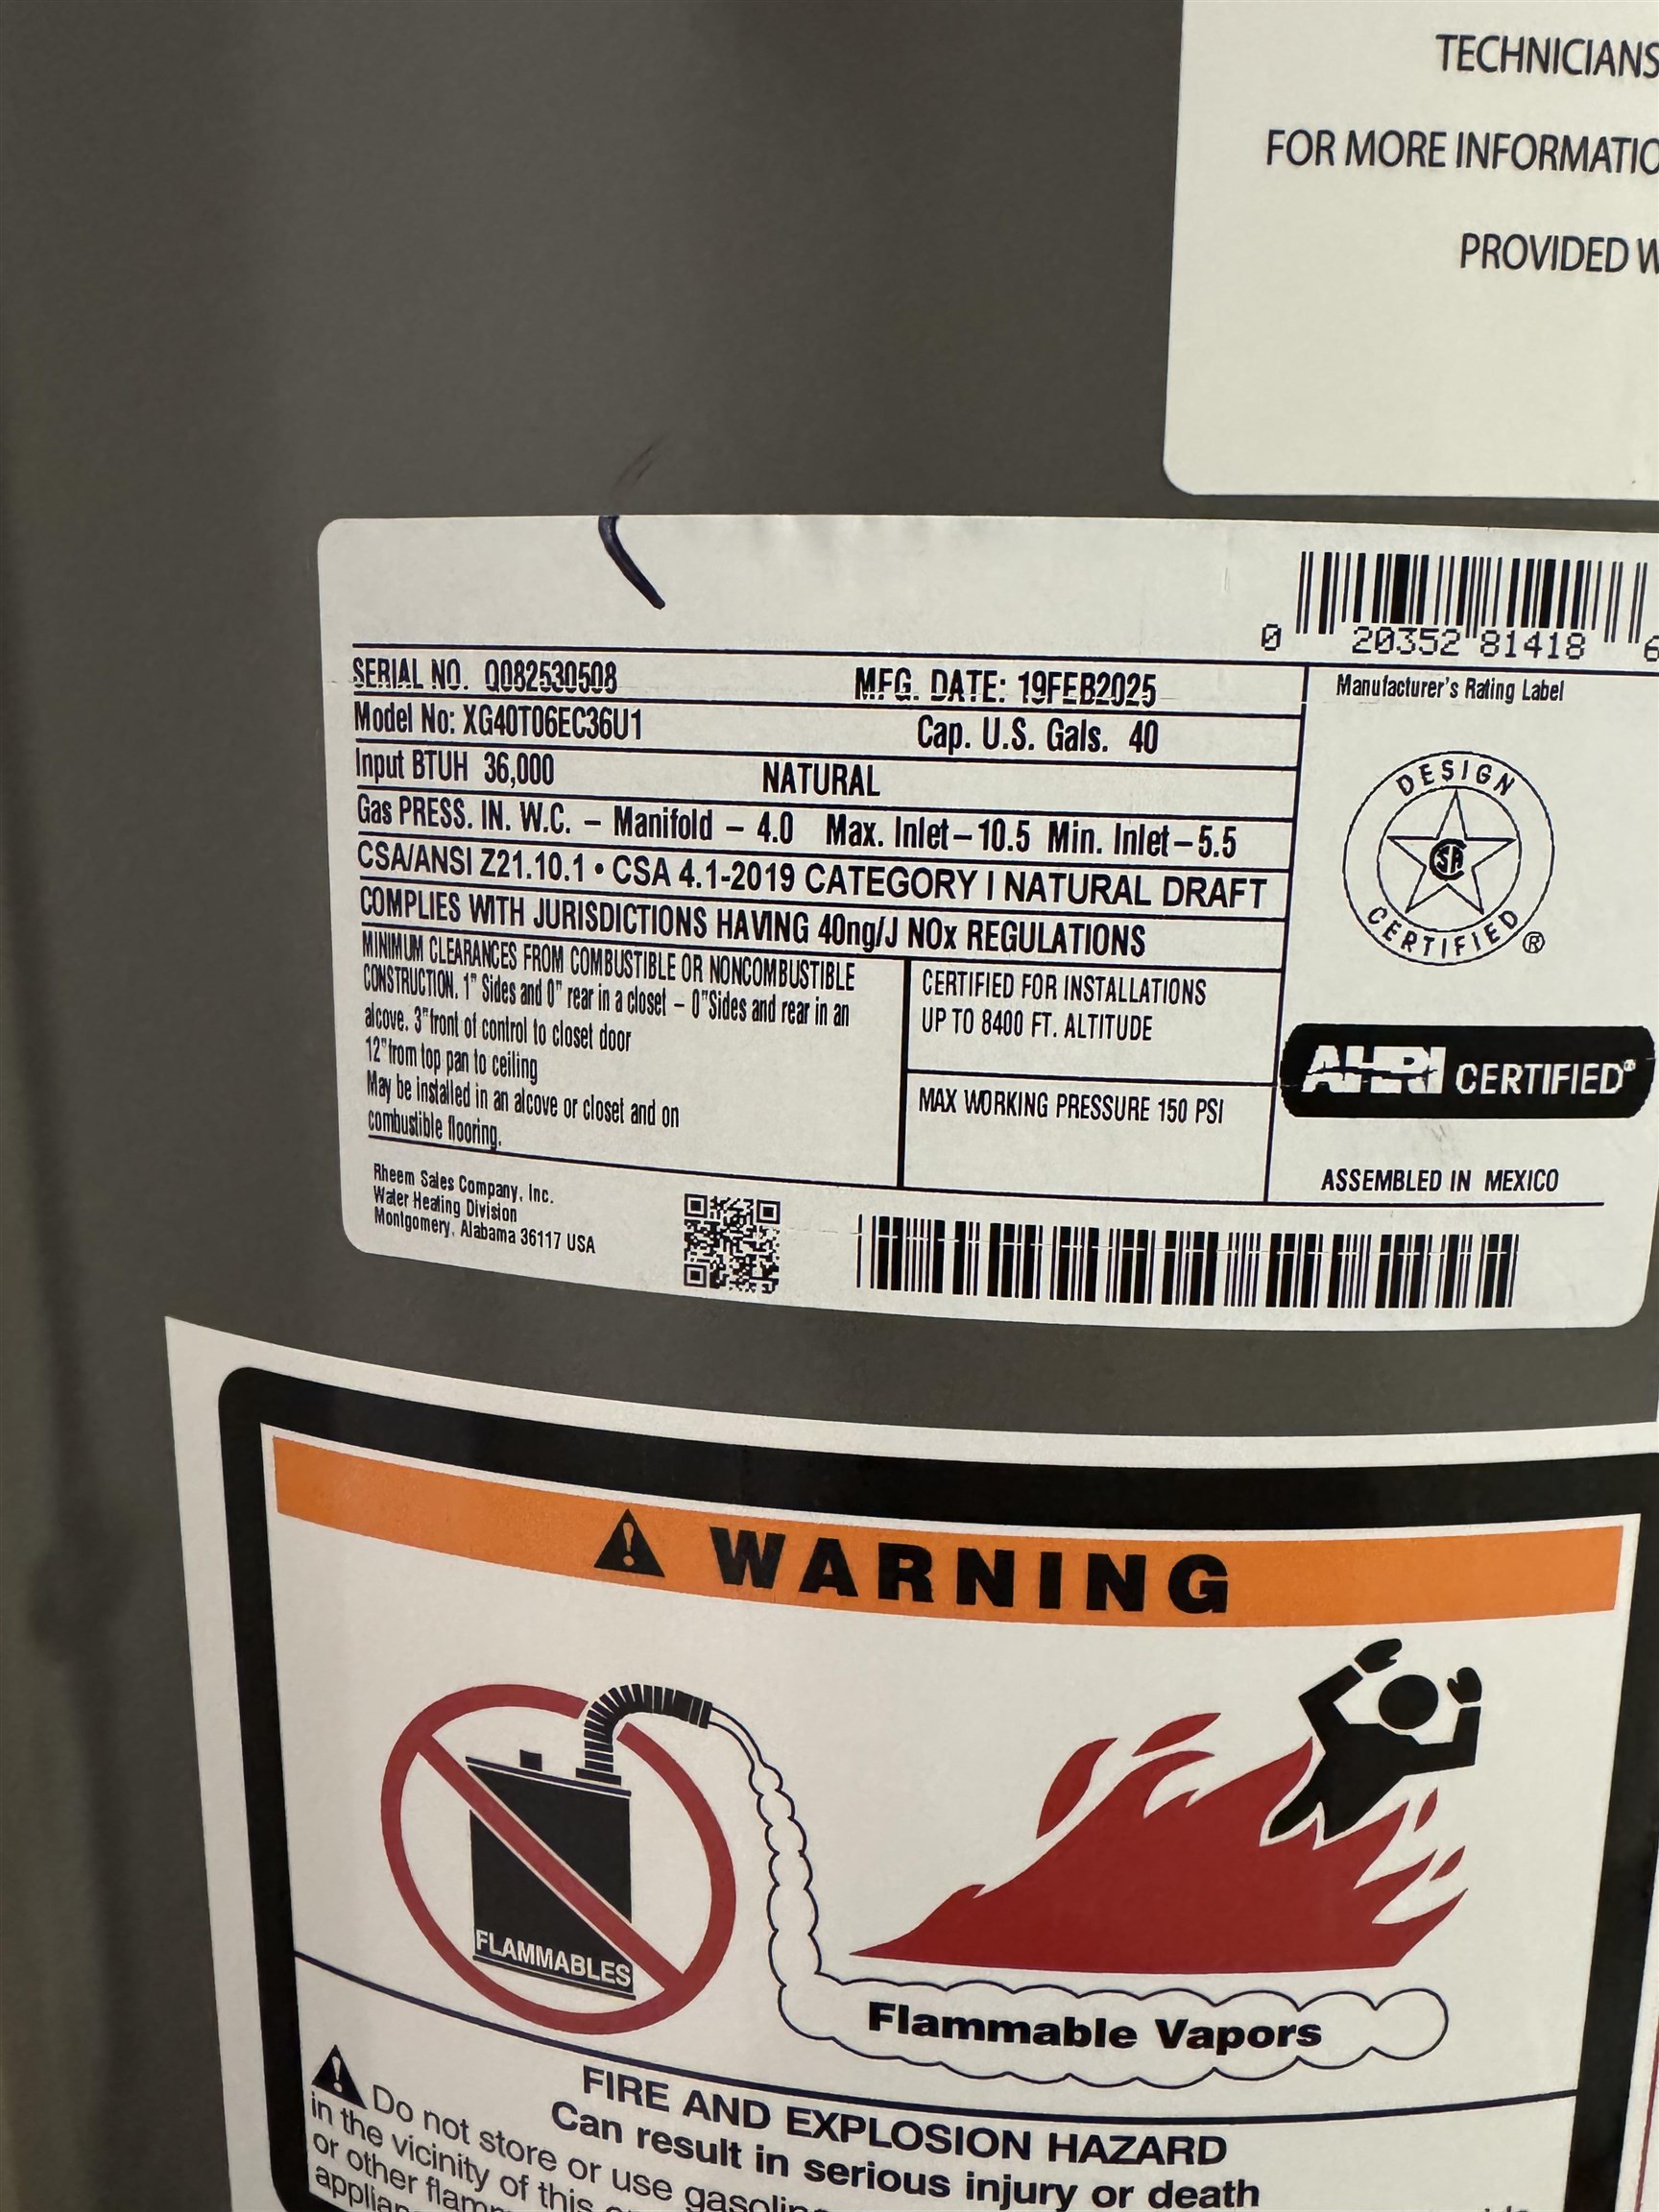 TECHNICIANS
FOR MORE INFORMATIO
PROVIDED W
0 20352 81418 6
SERIAL NO. Q082530508 MFG. DATE: 19FEB2025
Model No: XG40T06EC36U1 Cap. U.S. Gals. 40
Input BTUH 36,000 NATURAL
Gas PRESS. IN. W.C. – Manifold – 4.0 Max. Inlet–10.5 Min. Inlet–5.5
CSA/ANSI Z21.10.1 • CSA 4.1-2019 CATEGORY I NATURAL DRAFT
COMPLIES WITH JURISDICTIONS HAVING 40ng/J NOx REGULATIONS
MINIMUM CLEARANCES FROM COMBUSTIBLE OR NONCOMBUSTIBLE
CONSTRUCTION. 1" Sides and 0" rear in a closet – 0"Sides and rear in an
alcove. 3"front of control to closet door
12"from top pan to ceiling
May be installed in an alcove or closet and on
combustible flooring.
CERTIFIED FOR INSTALLATIONS
UP TO 8400 FT. ALTITUDE
MAX WORKING PRESSURE 150 PSI
Manufacturer's Rating Label
DESIGN
SA
CERTIFIED ®
AHRI CERTIFIED
ASSEMBLED IN MEXICO
Rheem Sales Company, Inc.
Water Heating Division
Montgomery, Alabama 36117 USA
WARNING
FLAMMABLES
Flammable Vapors
FIRE AND EXPLOSION HAZARD
Can result in serious injury or death
Do not store or use gasolin
in the vicinity of this
or other flam
applian